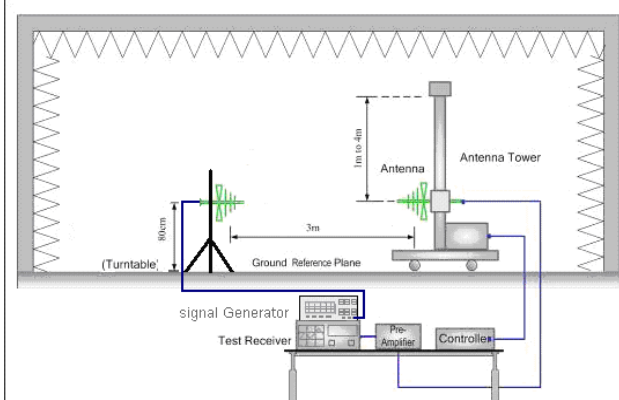 1m to 4m
Antenna
Antenna Tower
3m
80cm
(Turntable)
Ground Reference Plane
signal Generator
Test Receiver
Pre-
Amplifier
Controller